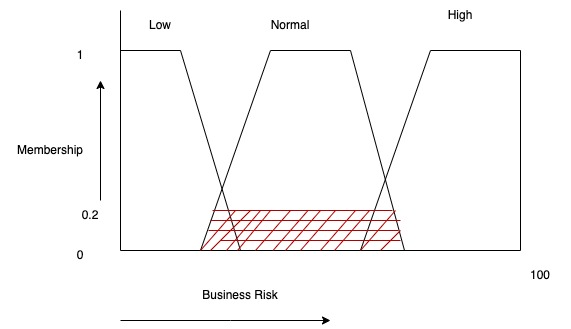 Low
Normal
High
1
Membership
0.2
0
100
Business Risk